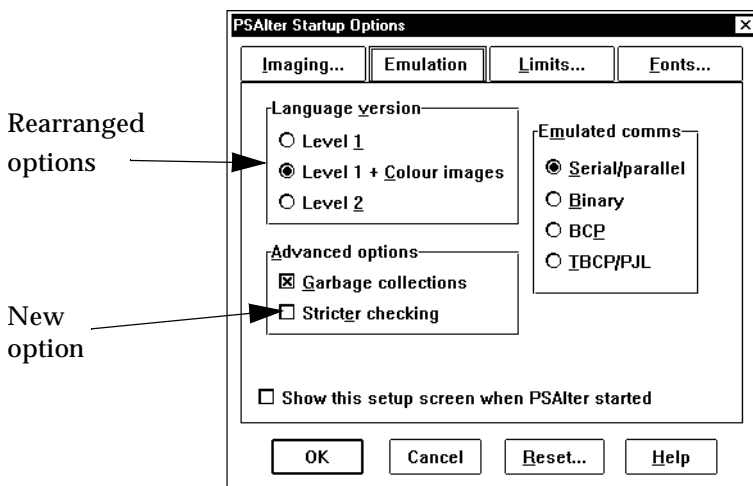 PSAlter Startup Options
Imaging... Emulation Limits... Fonts...
Rearranged
options
Language version
Level 1
Level 1 + Colour images
Level 2
Emulated comms
Serial/parallel
Binary
BCP
TBCP/PJL
Advanced options
Garbage collections
Stricter checking
New
option
Show this setup screen when PSAlter started
OK Cancel Reset... Help